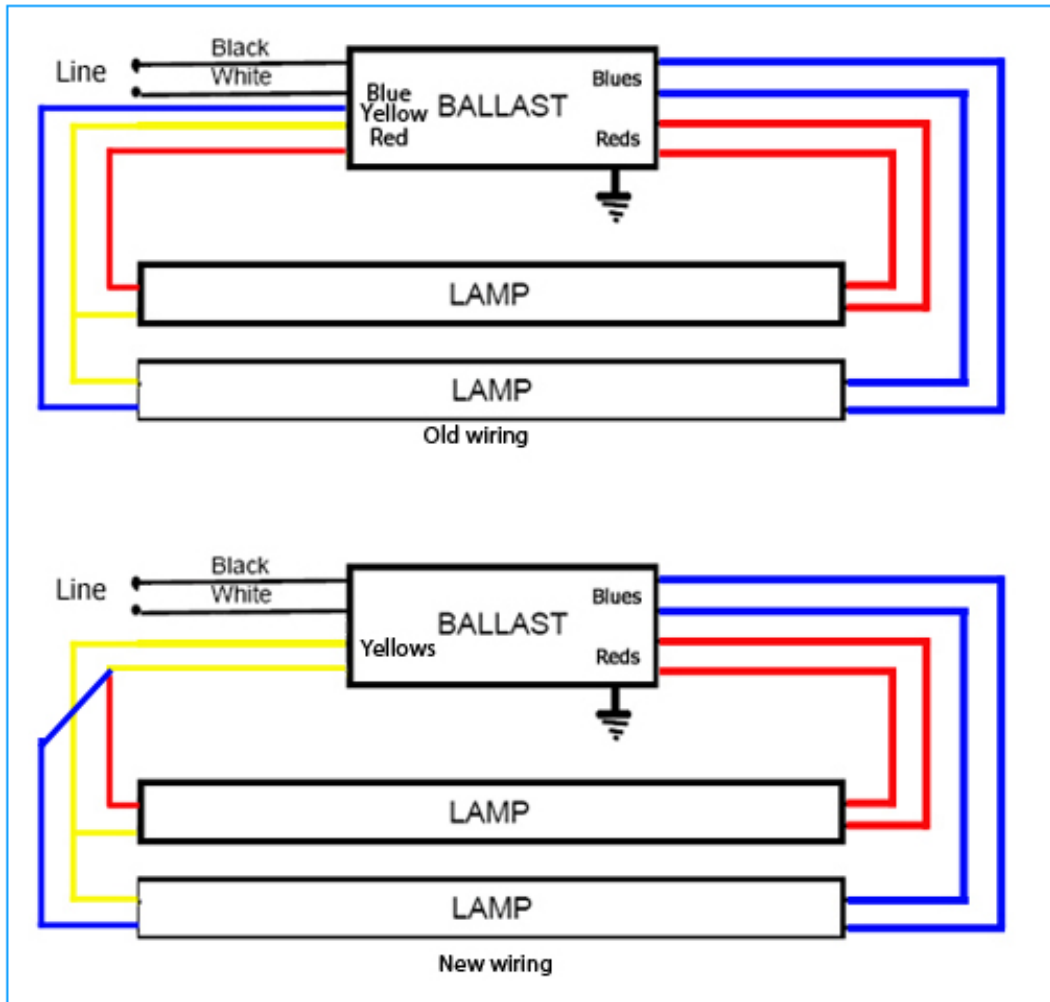 Black
Line
White
Blue
Yellow
Red
BALLAST
Blues
Reds
LAMP
LAMP
Old wiring
Black
Line
White
Yellows
BALLAST
Blues
Reds
LAMP
LAMP
New wiring